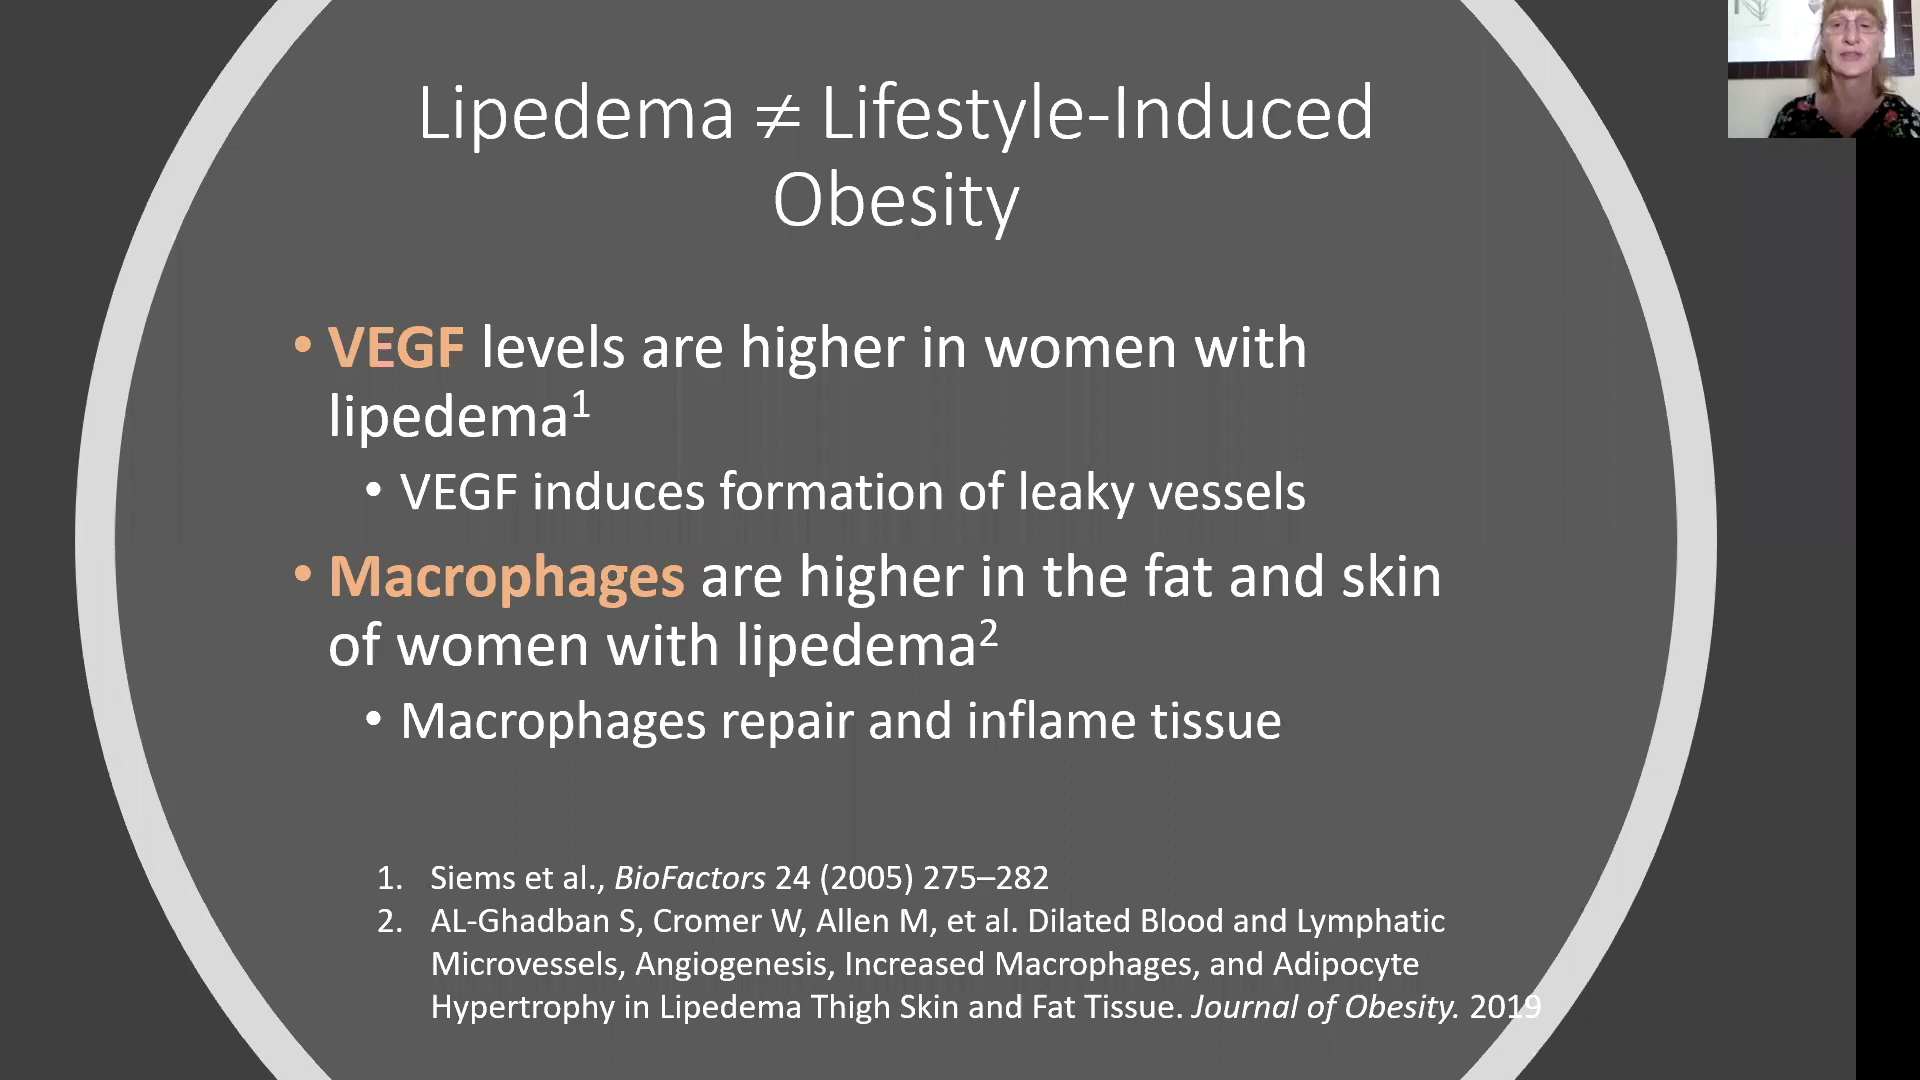 Lipedema ≠ Lifestyle-Induced
Obesity
• VEGF levels are higher in women with
lipedema¹
• VEGF induces formation of leaky vessels
• Macrophages are higher in the fat and skin
of women with lipedema²
• Macrophages repair and inflame tissue
1. Siems et al., BioFactors 24 (2005) 275–282
2. AL-Ghadban S, Cromer W, Allen M, et al. Dilated Blood and Lymphatic
Microvessels, Angiogenesis, Increased Macrophages, and Adipocyte
Hypertrophy in Lipedema Thigh Skin and Fat Tissue. Journal of Obesity. 2019